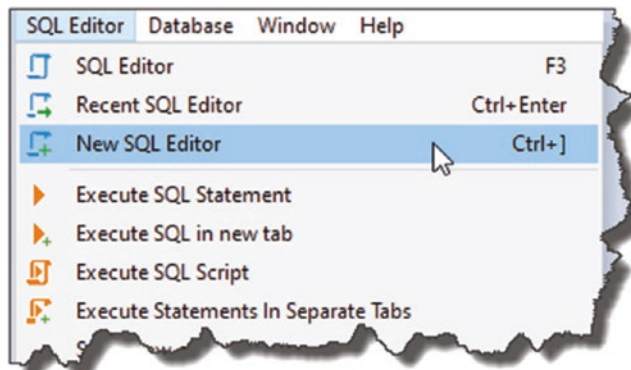 SQL Editor Database Window Help
SQL Editor F3
Recent SQL Editor Ctrl+Enter
New SQL Editor Ctrl+]
Execute SQL Statement
Execute SQL in new tab
Execute SQL Script
Execute Statements In Separate Tabs